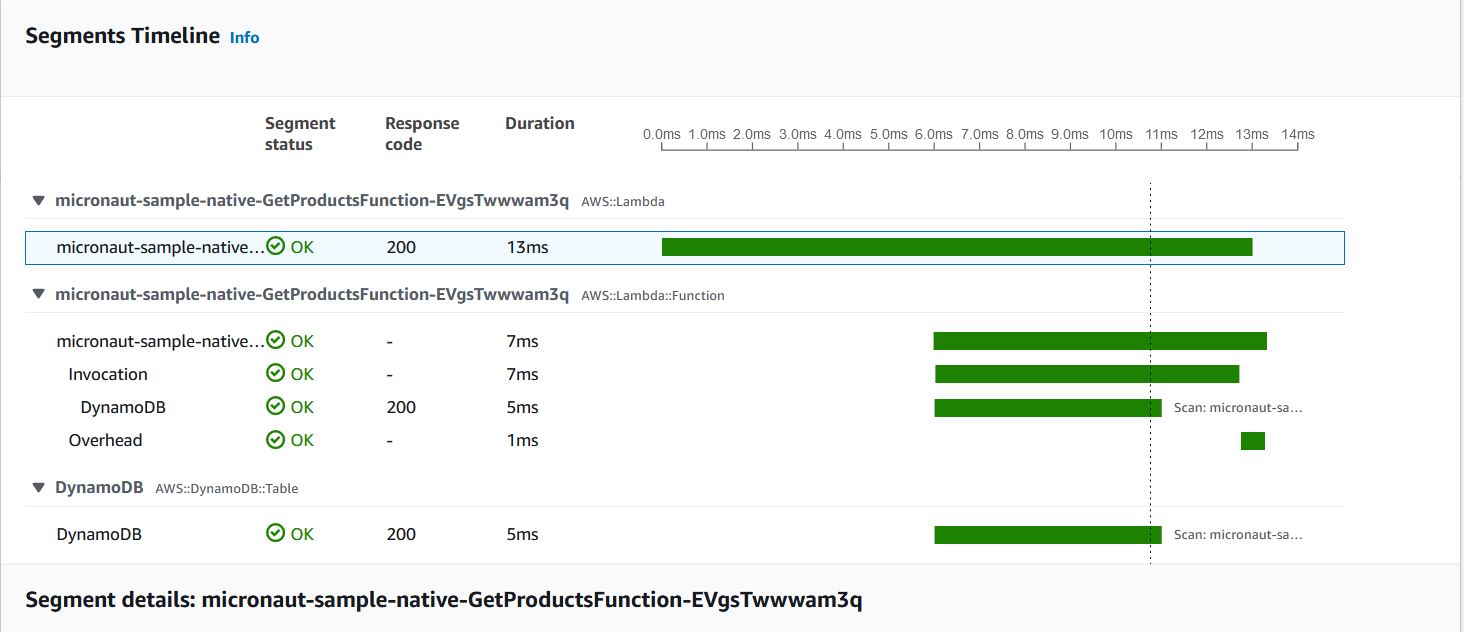 Segments Timeline Info
Segment status Response code Duration
0.0ms 1.0ms 2.0ms 3.0ms 4.0ms 5.0ms 6.0ms 7.0ms 8.0ms 9.0ms 10ms 11ms 12ms 13ms 14ms
micronaut-sample-native-GetProductsFunction-EVgsTwwwam3q AWS::Lambda
micronaut-sample-native... OK 200 13ms
micronaut-sample-native-GetProductsFunction-EVgsTwwwam3q AWS::Lambda::Function
micronaut-sample-native... OK - 7ms
Invocation OK - 7ms
DynamoDB OK 200 5ms Scan: micronaut-sa...
Overhead OK - 1ms
DynamoDB AWS::DynamoDB::Table
DynamoDB OK 200 5ms Scan: micronaut-sa...
Segment details: micronaut-sample-native-GetProductsFunction-EVgsTwwwam3q